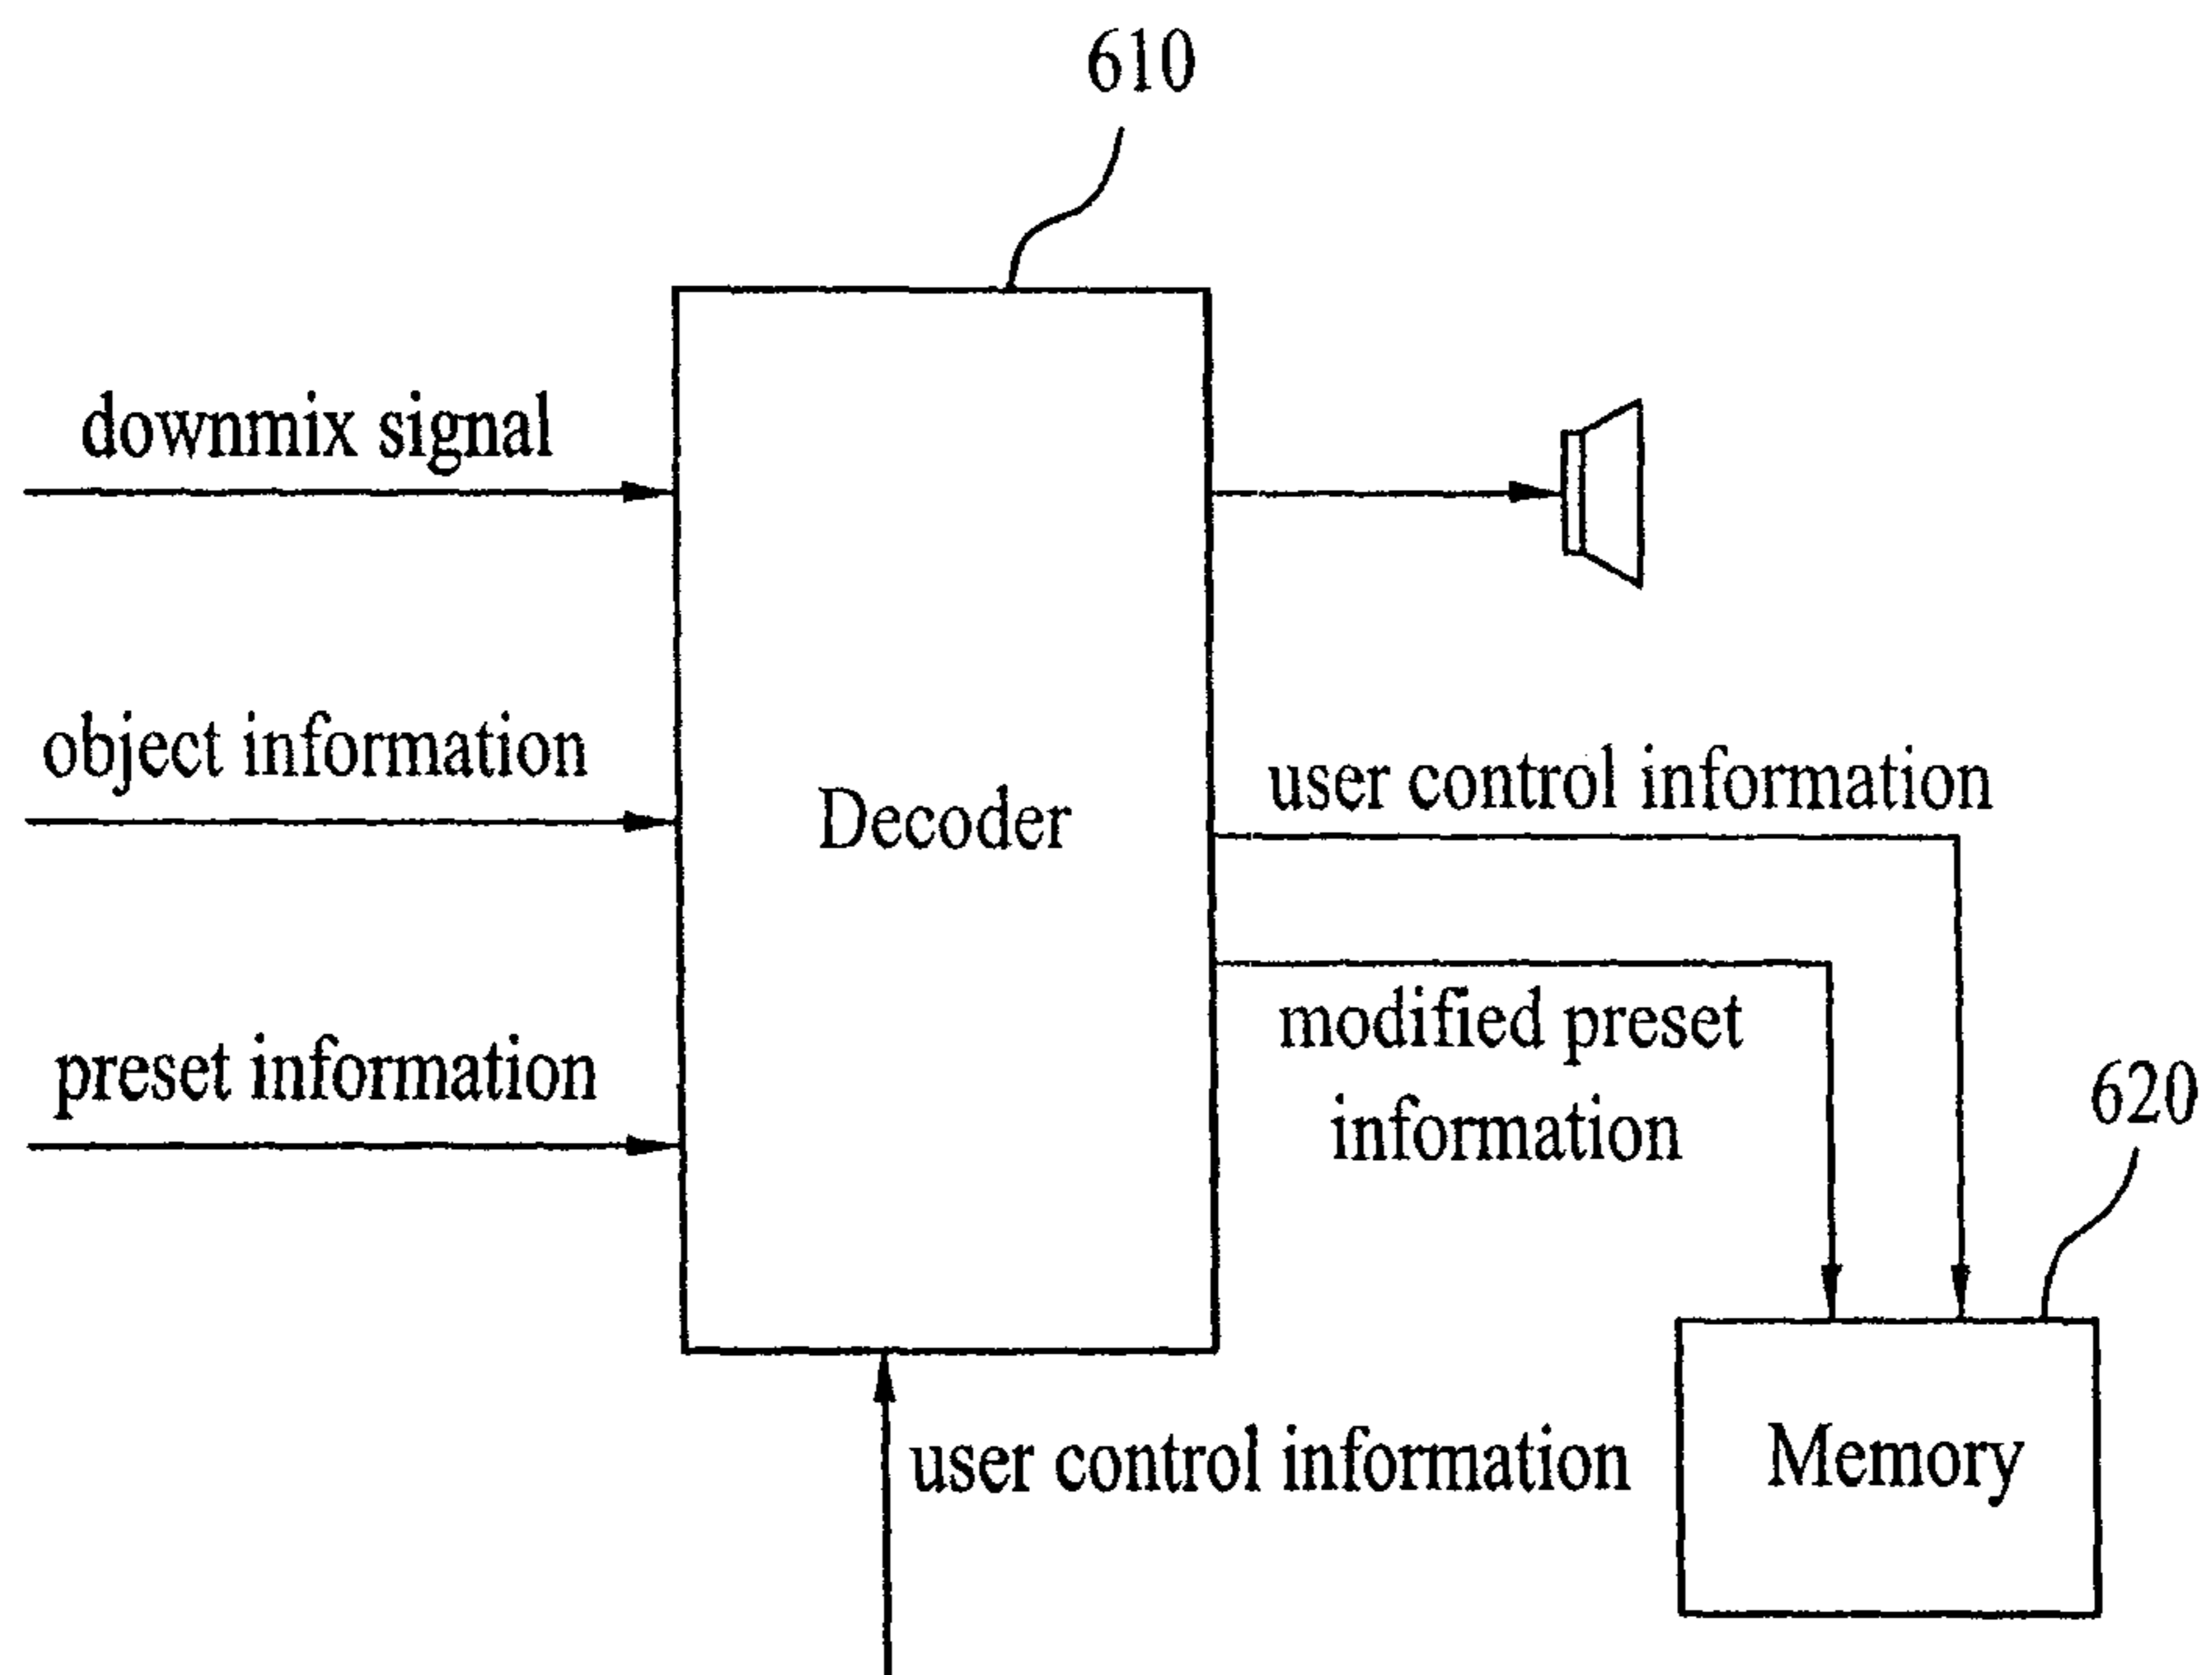 610
downmix signal
object information
Decoder
user control information
modified preset
information
preset information
620
user control information
Memory